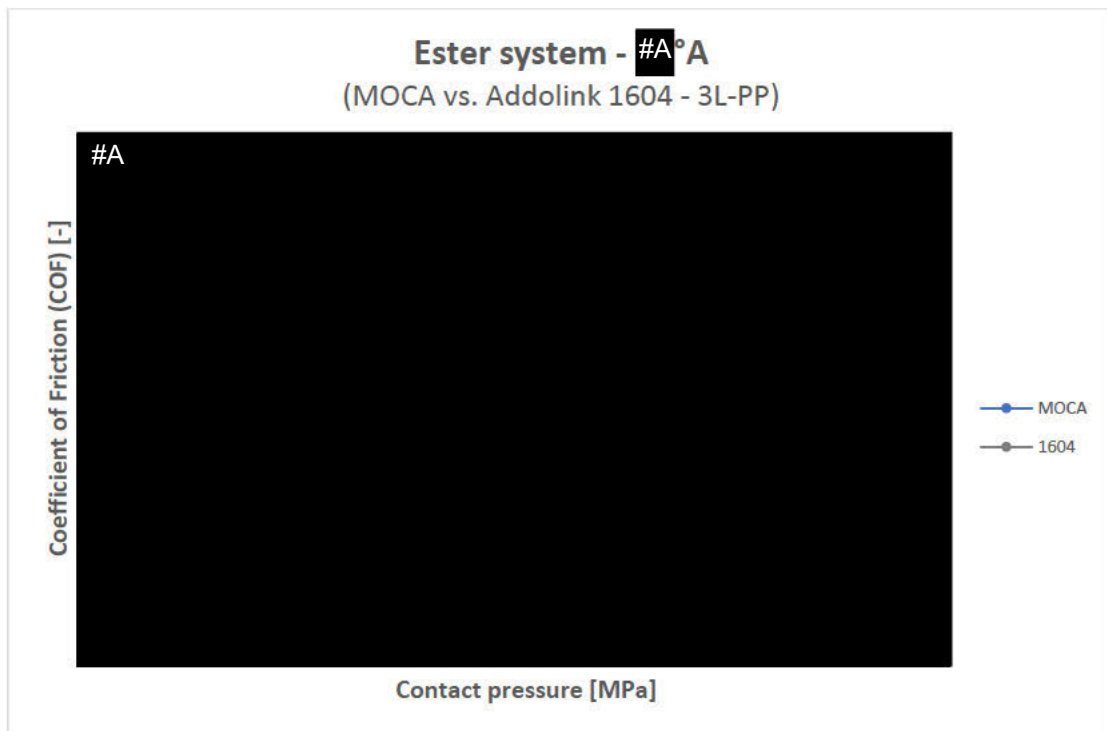 Ester system - #A°A
(MOCA vs. Addolink 1604 - 3L-PP)
#A
Coefficient of Friction (COF) [-]
MOCA
1604
Contact pressure [MPa]